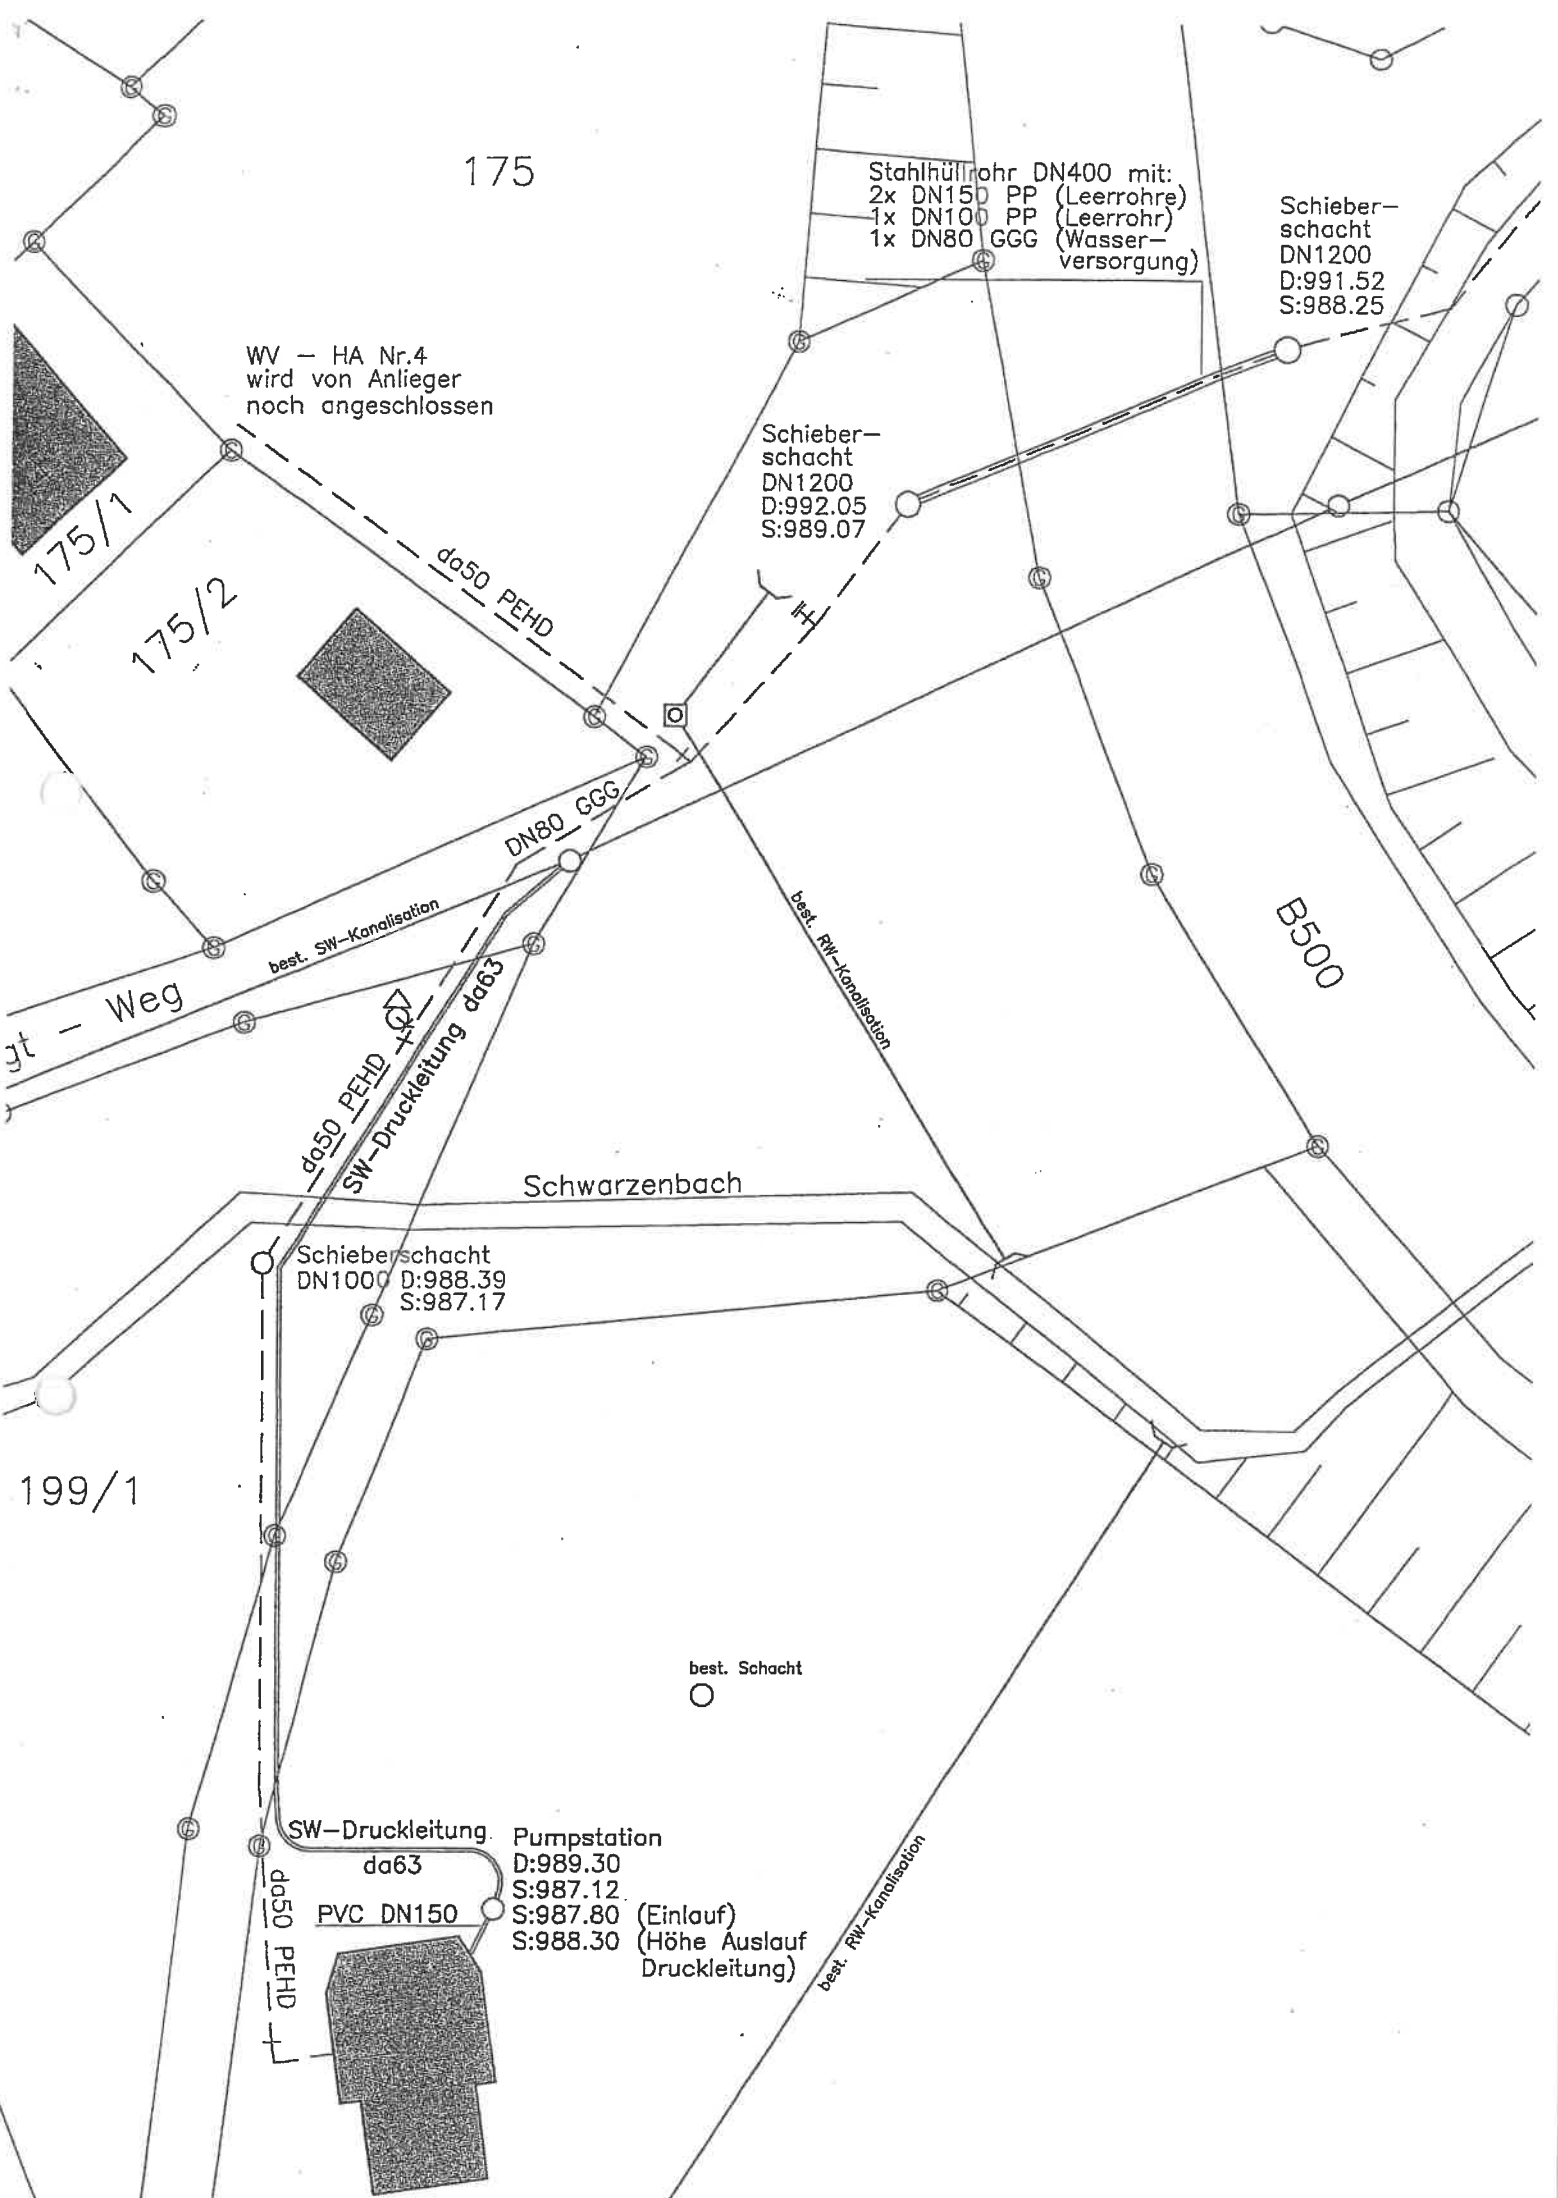 175
Stahlhüllrohr DN400 mit:
2x DN150 PP (Leerrohre)
1x DN100 PP (Leerrohr)
1x DN80 GGG (Wasser-
versorgung)
Schieber-
schacht
DN1200
D:991.52
S:988.25
WV - HA Nr.4
wird von Anlieger
noch angeschlossen
Schieber-
schacht
DN1200
D:992.05
S:989.07
175/1
da50 PEHD
175/2
DN80 GGG
best. SW-Kanalisation
best. RW-Kanalisation
B500
gt - Weg
da50 PEHD
SW-Druckleitung da63
Schwarzenbach
Schieberschacht
DN1000 D:988.39
S:987.17
199/1
best. Schacht
SW-Druckleitung
da63
Pumpstation
D:989.30
S:987.12
S:987.80 (Einlauf)
S:988.30 (Höhe Auslauf
Druckleitung)
PVC DN150
da50 PEHD
best. RW-Kanalisation